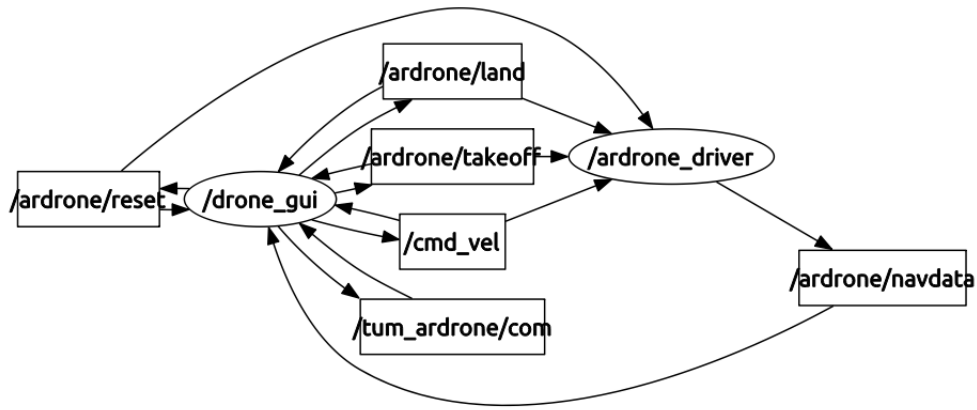 /ardrone/land
/ardrone/takeoff
/ardrone_driver
/ardrone/reset
/drone_gui
/cmd_vel
/ardrone/navdata
/tum_ardrone/com